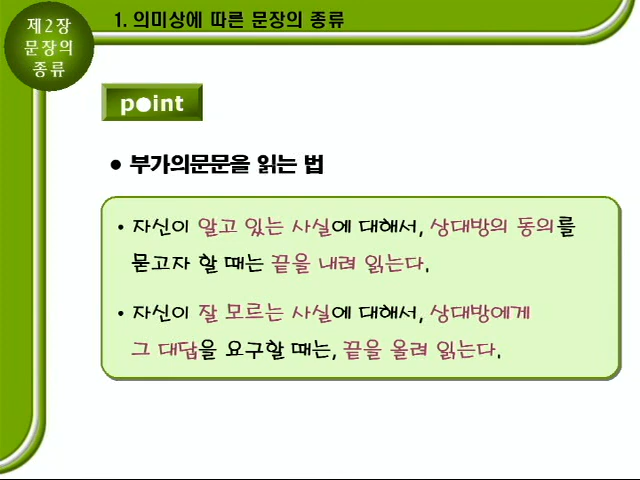 제2장
문장의
종류
1. 의미상에 따른 문장의 종류
point
● 부가의문문을 읽는 법
• 자신이 알고 있는 사실에 대해서, 상대방의 동의를
묻고자 할 때는 끝을 내려 읽는다.
• 자신이 잘 모르는 사실에 대해서, 상대방에게
그 대답을 요구할 때는, 끝을 올려 읽는다.